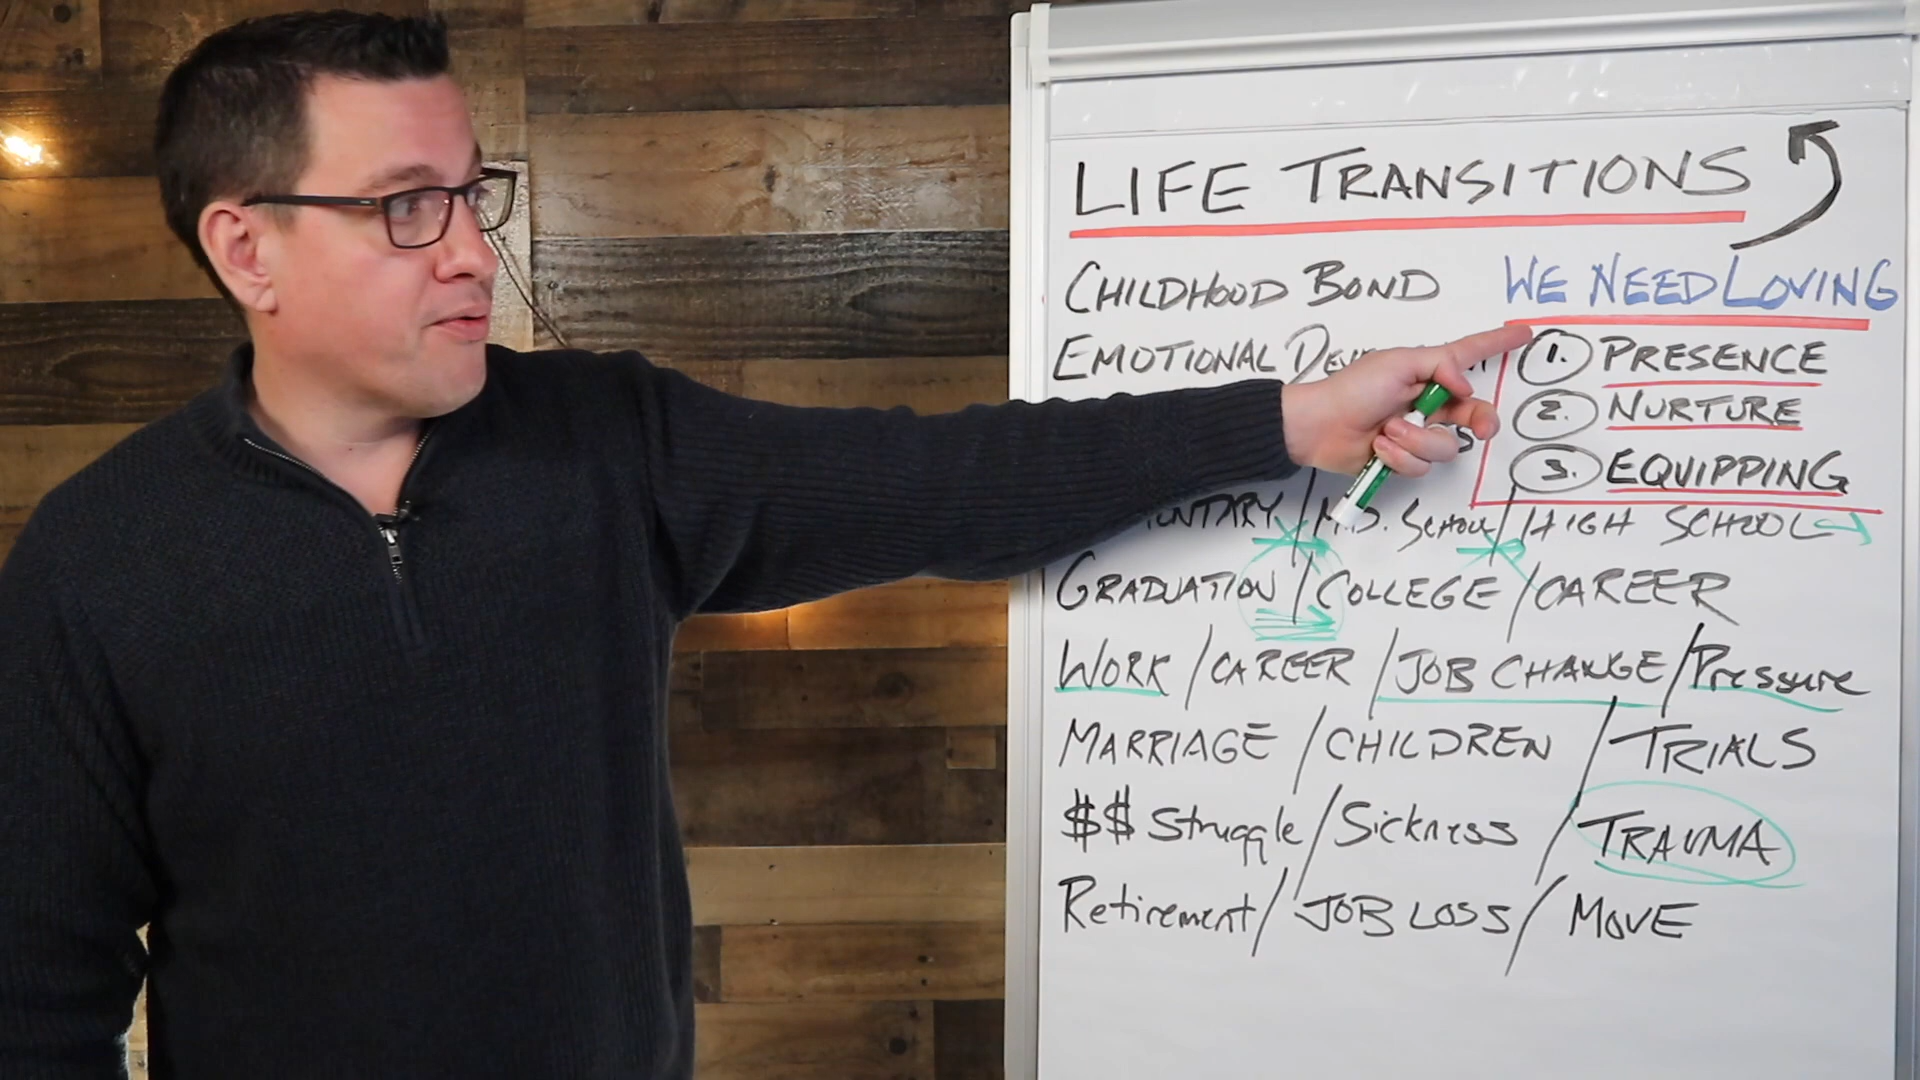 LIFE TRANSITIONS
CHILDHOOD BOND
WE NEED LOVING
EMOTIONAL
1. PRESENCE
2. NURTURE
3. EQUIPPING
/ MID. SCHOOL / HIGH SCHOOL
GRADUATION / COLLEGE / CAREER
WORK / CAREER / JOB CHANGE / Pressure
MARRIAGE / CHILDREN / TRIALS
$$ Struggle / Sickness / TRAUMA
Retirement / JOB LOSS / MOVE